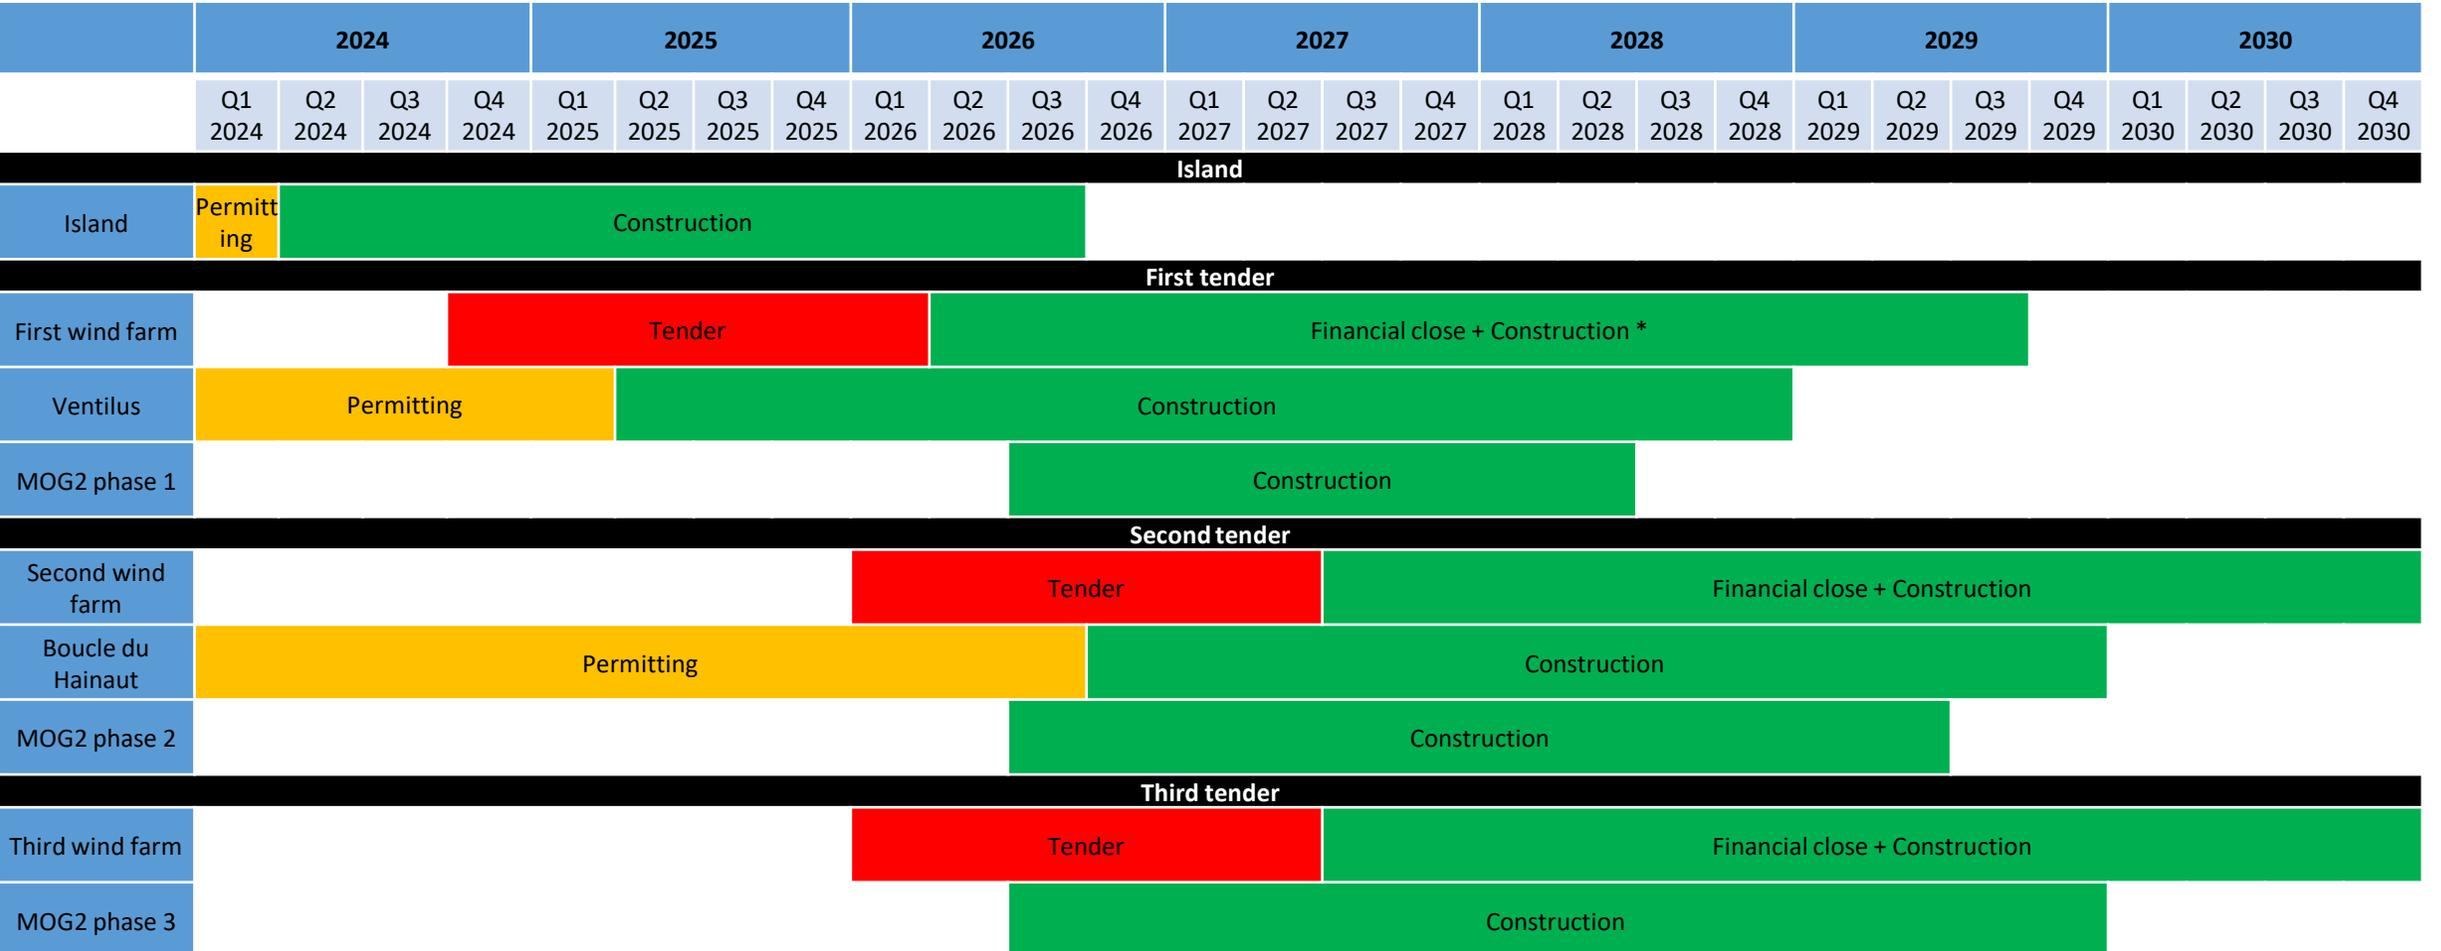 2024 2025 2026 2027 2028 2029 2030
Q1 Q2 Q3 Q4 Q1 Q2 Q3 Q4 Q1 Q2 Q3 Q4 Q1 Q2 Q3 Q4 Q1 Q2 Q3 Q4 Q1 Q2 Q3 Q4 Q1 Q2 Q3 Q4
2024 2024 2024 2024 2025 2025 2025 2025 2026 2026 2026 2026 2027 2027 2027 2027 2028 2028 2028 2028 2029 2029 2029 2029 2030 2030 2030 2030
Island
Island
Permitt
ing
Construction
First tender
First wind farm
Tender
Financial close + Construction *
Ventilus
Permitting
Construction
MOG2 phase 1
Construction
Second tender
Second wind
farm
Tender
Financial close + Construction
Boucle du
Hainaut
Permitting
Construction
MOG2 phase 2
Construction
Third tender
Third wind farm
Tender
Financial close + Construction
MOG2 phase 3
Construction